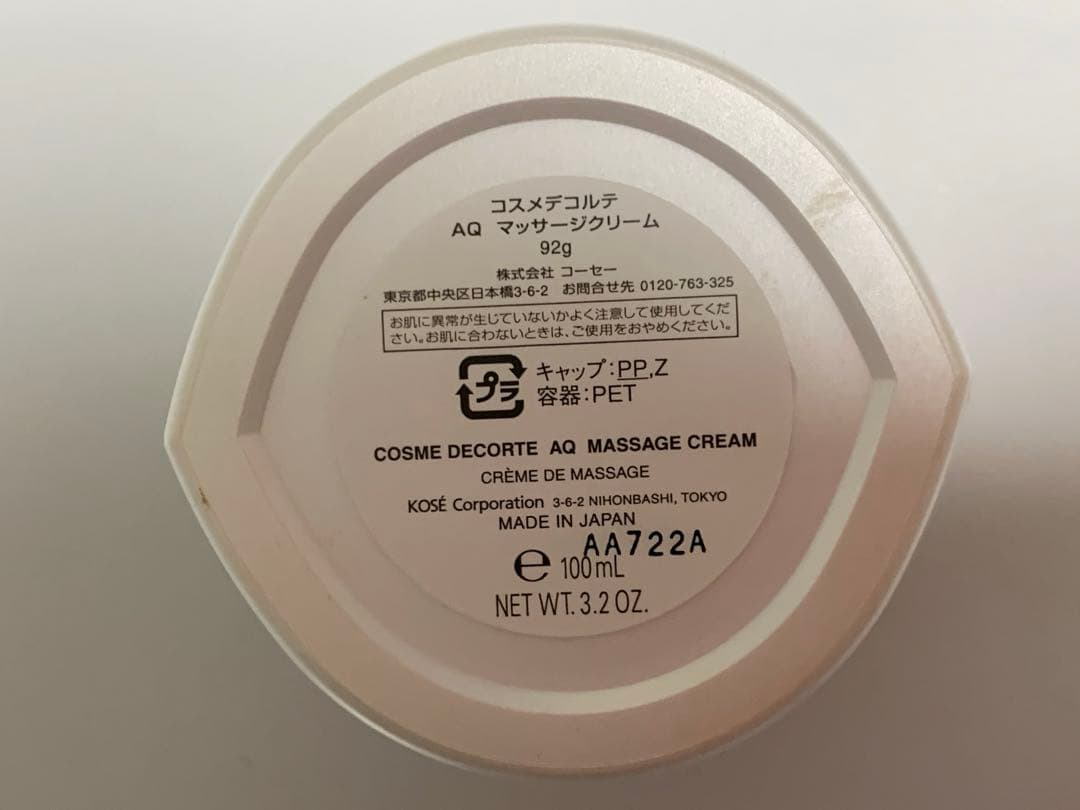 コスメデコルテ
AQ マッサージクリーム
92g
株式会社 コーセー
東京都中央区日本橋3-6-2 お問合せ先 0120-763-325
お肌に異常が生じていないかよく注意して使用してくだ
さい。お肌に合わないときは、ご使用をおやめください。
プラ
キャップ:PP,Z
容器:PET
COSME DECORTE AQ MASSAGE CREAM
CRÈME DE MASSAGE
KOSÉ Corporation 3-6-2 NIHONBASHI, TOKYO
MADE IN JAPAN
AA722A
℮ 100mL
NET WT. 3.2 OZ.